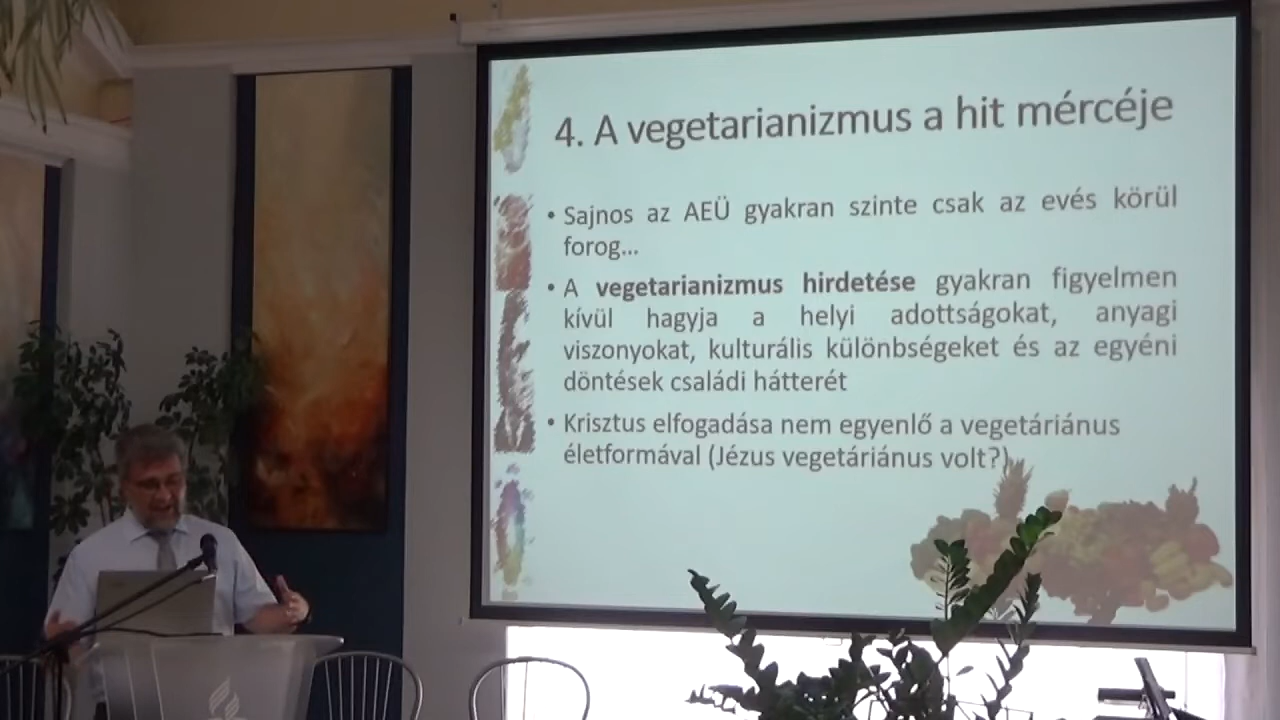 4. A vegetarianizmus a hit mércéje
• Sajnos az AEÜ gyakran szinte csak az evés körül
forog...
• A vegetarianizmus hirdetése gyakran figyelmen
kívül hagyja a helyi adottságokat, anyagi
viszonyokat, kulturális különbségeket és az egyéni
döntések családi hátterét
• Krisztus elfogadása nem egyenlő a vegetáriánus
életformával (Jézus vegetáriánus volt?)